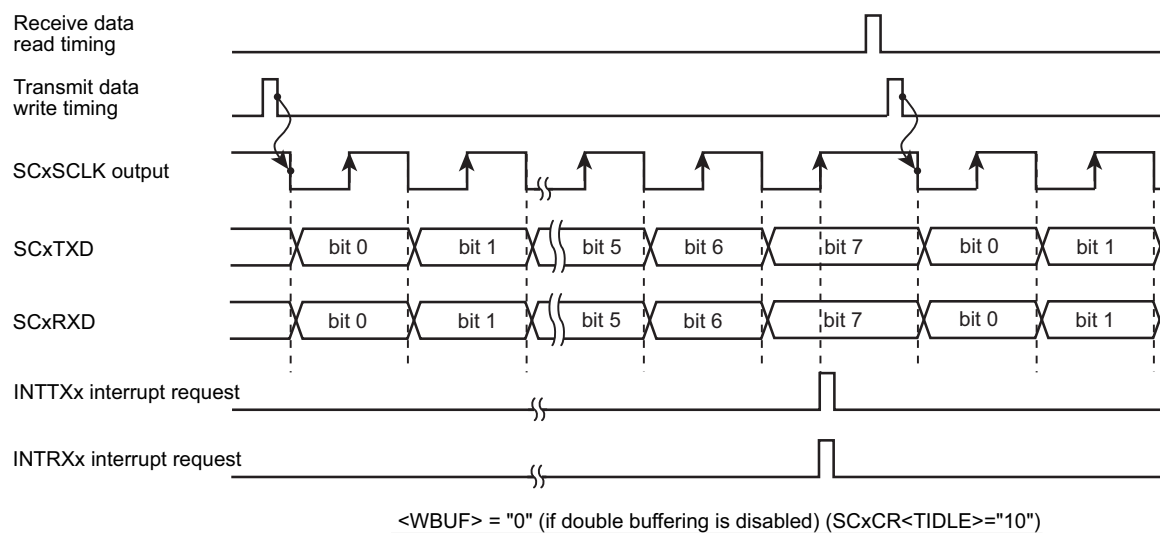 Receive data
read timing
Transmit data
write timing
SCxSCLK output
SCxTXD
bit 0 bit 1 bit 5 bit 6 bit 7 bit 0 bit 1
SCxRXD
bit 0 bit 1 bit 5 bit 6 bit 7 bit 0 bit 1
INTTXx interrupt request
INTRXx interrupt request
<WBUF> = "0" (if double buffering is disabled) (SCxCR<TIDLE>="10")